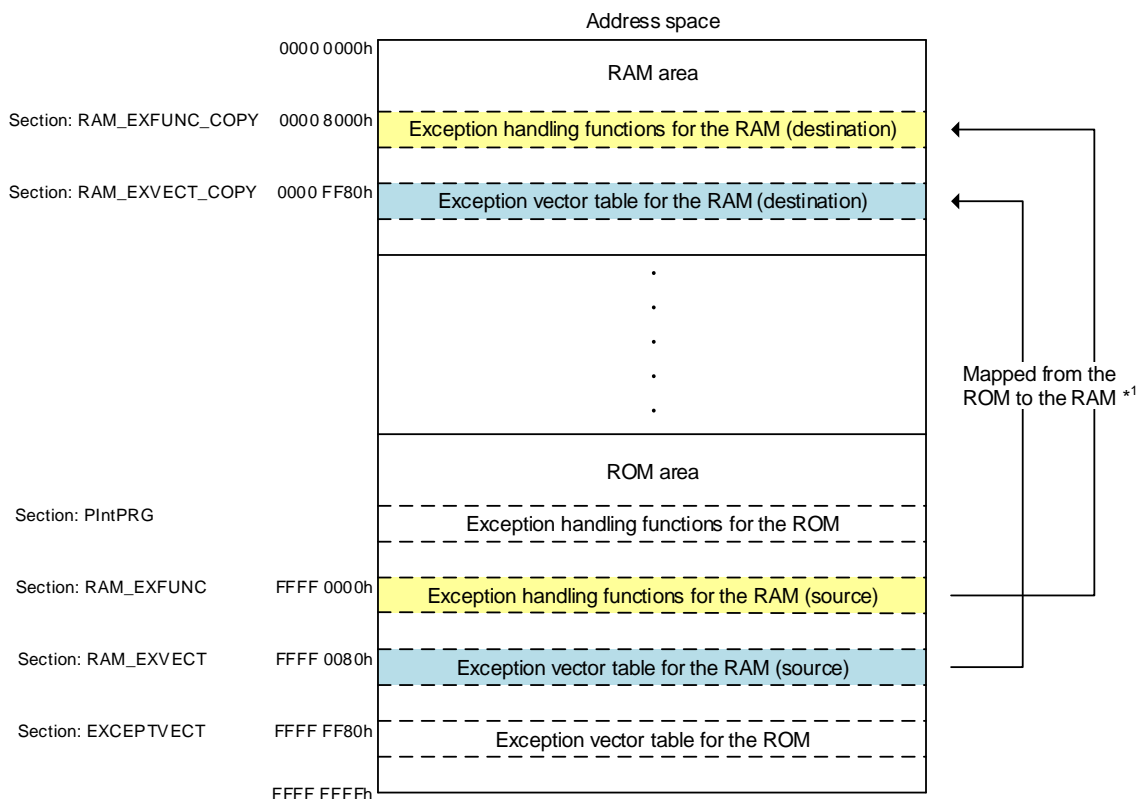 Address space
0000 0000h
RAM area
Section: RAM_EXFUNC_COPY 0000 8000h Exception handling functions for the RAM (destination)
Section: RAM_EXVECT_COPY 0000 FF80h Exception vector table for the RAM (destination)
Mapped from the
ROM to the RAM *1
ROM area
Section: PIntPRG Exception handling functions for the ROM
Section: RAM_EXFUNC FFFF 0000h Exception handling functions for the RAM (source)
Section: RAM_EXVECT FFFF 0080h Exception vector table for the RAM (source)
Section: EXCEPTVECT FFFF FF80h Exception vector table for the ROM
FFFF FFFFh